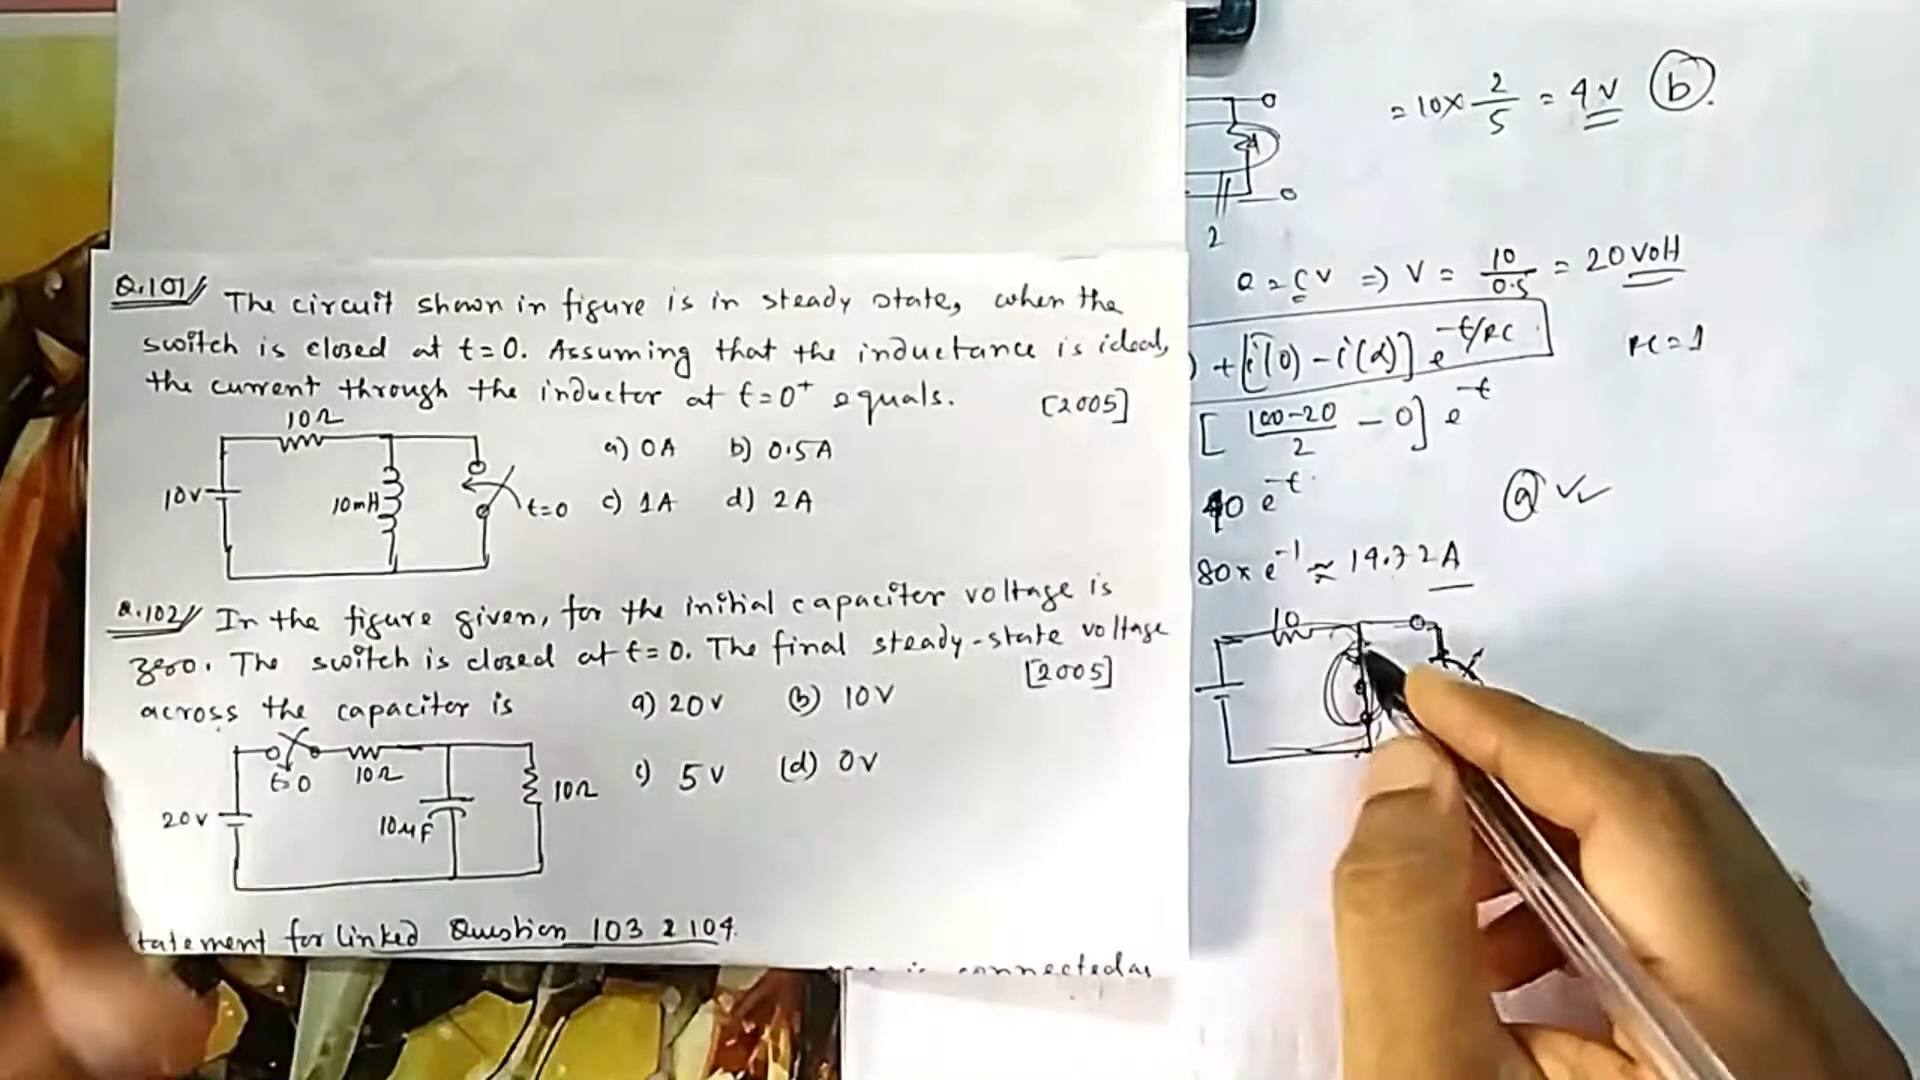 Q.101// The circuit shown in figure is in steady state, when the
switch is closed at t=0. Assuming that the inductance is ideal,
the current through the inductor at t=0⁺ equals. [2005]
10Ω
a) 0A b) 0.5A
10V
10mH
t=0
c) 1A d) 2A
Q.102// In the figure given, for the initial capacitor voltage is
zero. The switch is closed at t=0. The final steady-state voltage
across the capacitor is [2005]
a) 20V (b) 10V
10Ω
10Ω
c) 5V (d) 0V
20V
10μF
tatement for linked Question 103 & 104.
connected as
= 10 × 2/5 = 4V (b).
2
Q = CV ⇒ V = 10/0.5 = 20 Volt
) + [i(0) - i(∝)] e^-t/RC
RC = 1
[ 100-20/2 - 0 ] e^-t
40 e^-t
(a)
80 × e^-1 ≈ 14.72A
10